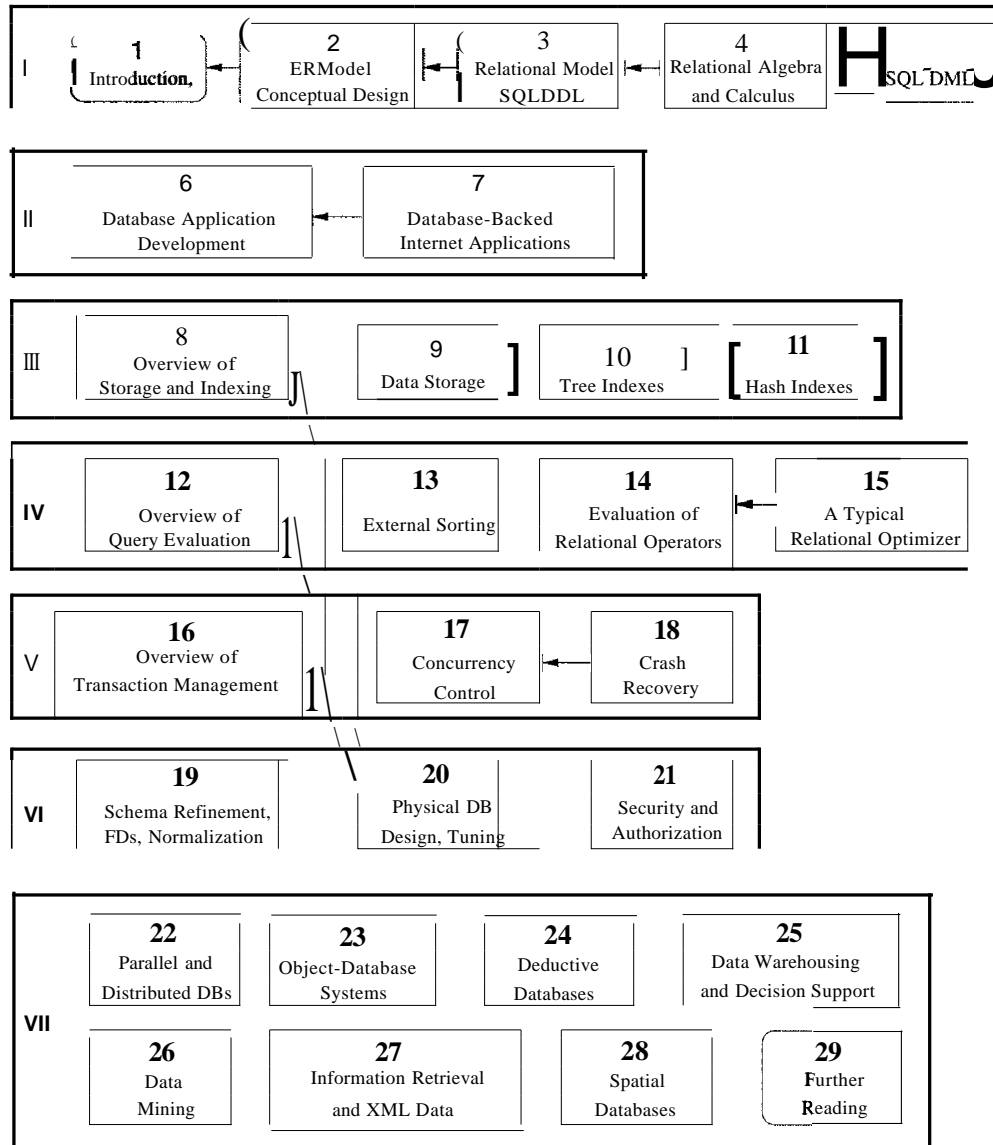 I
1
Introduction,
2
ERModel
Conceptual Design
3
Relational Model
SQLDDL
4
Relational Algebra
and Calculus
H
SQL DML
II
6
Database Application
Development
7
Database-Backed
Internet Applications
III
8
Overview of
Storage and Indexing
9
Data Storage
10
Tree Indexes
11
Hash Indexes
IV
12
Overview of
Query Evaluation
13
External Sorting
14
Evaluation of
Relational Operators
15
A Typical
Relational Optimizer
V
16
Overview of
Transaction Management
17
Concurrency
Control
18
Crash
Recovery
VI
19
Schema Refinement,
FDs, Normalization
20
Physical DB
Design, Tuning
21
Security and
Authorization
VII
22
Parallel and
Distributed DBs
23
Object-Database
Systems
24
Deductive
Databases
25
Data Warehousing
and Decision Support
26
Data
Mining
27
Information Retrieval
and XML Data
28
Spatial
Databases
29
Further
Reading